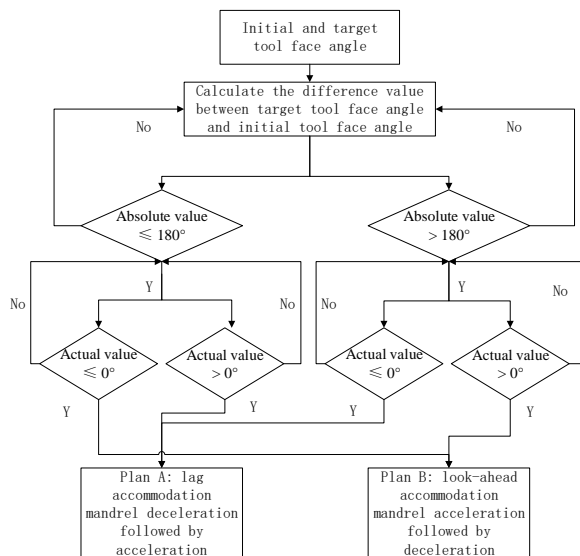 Initial and target
tool face angle
Calculate the difference value
between target tool face angle
and initial tool face angle
No
No
Absolute value
≤ 180°
Absolute value
> 180°
Y
Y
No
No
No
No
Actual value
≤ 0°
Actual value
> 0°
Actual value
≤ 0°
Actual value
> 0°
Y
Y
Y
Y
Plan A: lag
accommodation
mandrel deceleration
followed by
acceleration
Plan B: look-ahead
accommodation
mandrel acceleration
followed by
deceleration